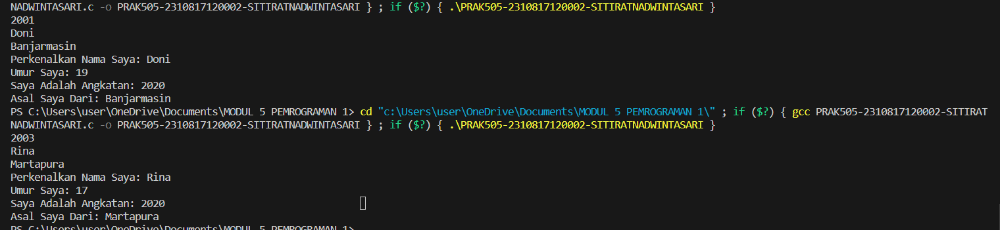 NADWINTASARI.c -o PRAK505-2310817120002-SITIRATNADWINTASARI } ; if ($?) { .\PRAK505-2310817120002-SITIRATNADWINTASARI }
2001
Doni
Banjarmasin
Perkenalkan Nama Saya: Doni
Umur Saya: 19
Saya Adalah Angkatan: 2020
Asal Saya Dari: Banjarmasin
PS C:\Users\user\OneDrive\Documents\MODUL 5 PEMROGRAMAN 1> cd "c:\Users\user\OneDrive\Documents\MODUL 5 PEMROGRAMAN 1\" ; if ($?) { gcc PRAK505-2310817120002-SITIRAT
NADWINTASARI.c -o PRAK505-2310817120002-SITIRATNADWINTASARI } ; if ($?) { .\PRAK505-2310817120002-SITIRATNADWINTASARI }
2003
Rina
Martapura
Perkenalkan Nama Saya: Rina
Umur Saya: 17
Saya Adalah Angkatan: 2020
Asal Saya Dari: Martapura
PS C:\Users\user\OneDrive\Documents\MODUL 5 PEMROGRAMAN 1>